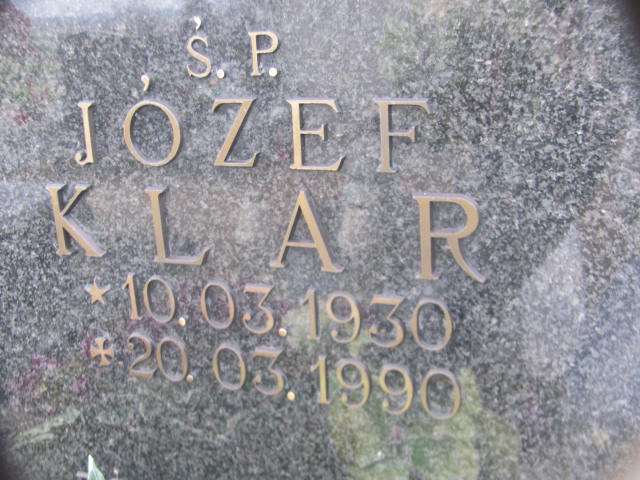 Ś. P.
JÓZEF
KLAR
* 10.03.1930
✠ 20.03.1990